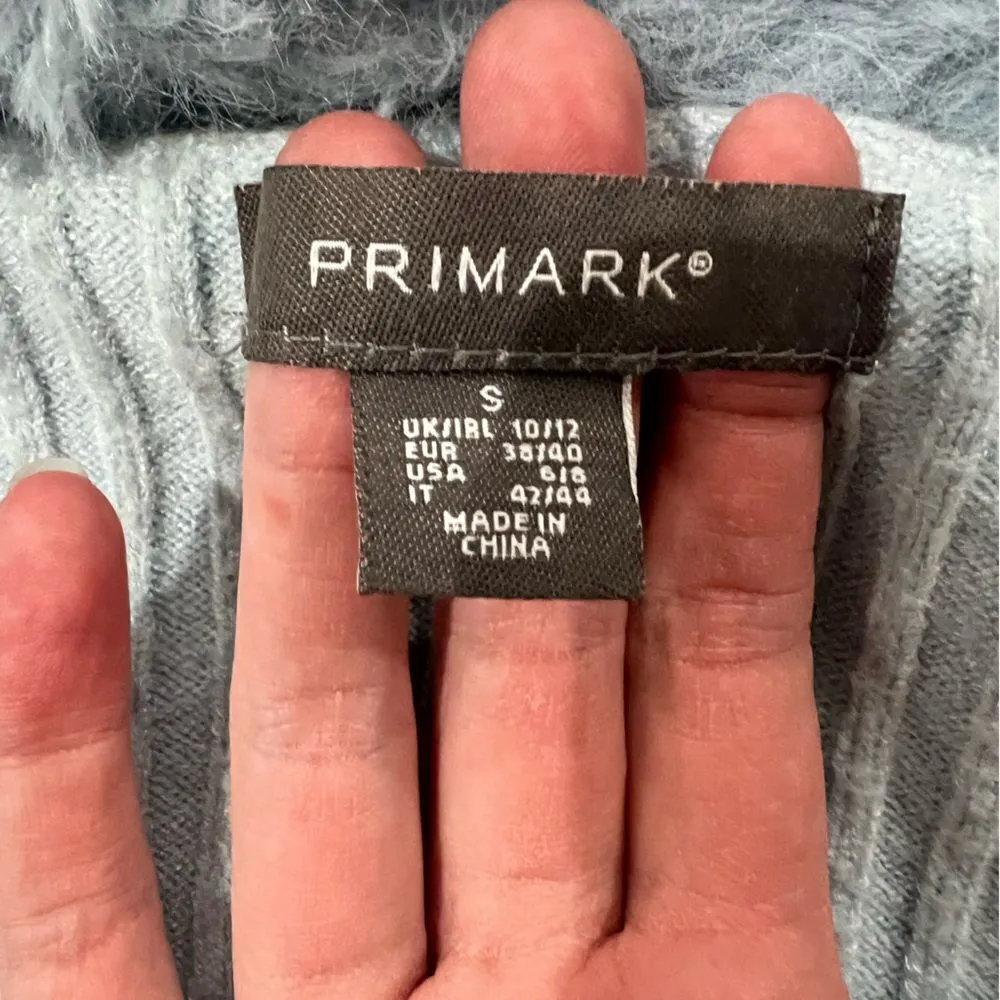 PRIMARK®
S
UK/IRL 10/12
EUR 38/40
USA 6/8
IT 42/44
MADE IN
CHINA